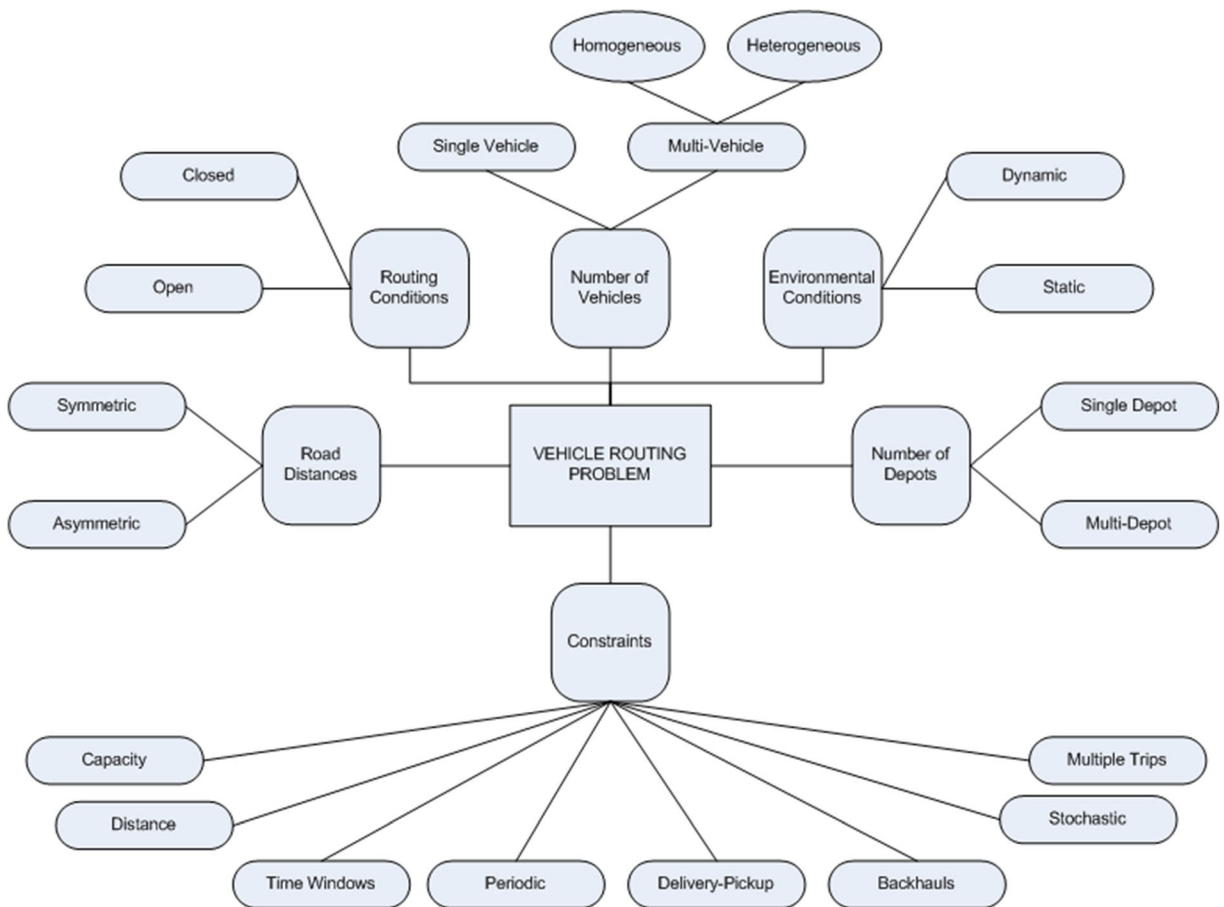 Homogeneous
Heterogeneous
Single Vehicle
Multi-Vehicle
Closed
Dynamic
Open
Routing
Conditions
Number of
Vehicles
Environmental
Conditions
Static
Symmetric
Single Depot
Road
Distances
VEHICLE ROUTING
PROBLEM
Number of
Depots
Asymmetric
Multi-Depot
Constraints
Capacity
Multiple Trips
Distance
Stochastic
Time Windows
Periodic
Delivery-Pickup
Backhauls